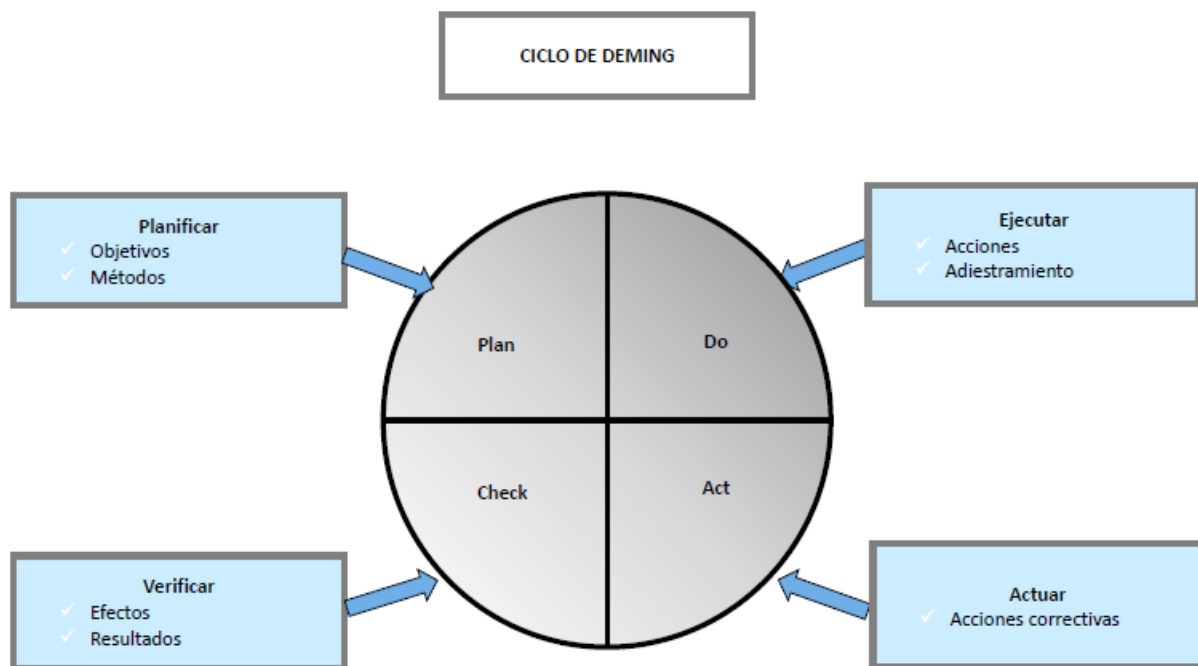 CICLO DE DEMING
Planificar
Objetivos
Métodos
Ejecutar
Acciones
Adiestramiento
Plan
Do
Check
Act
Verificar
Efectos
Resultados
Actuar
Acciones correctivas